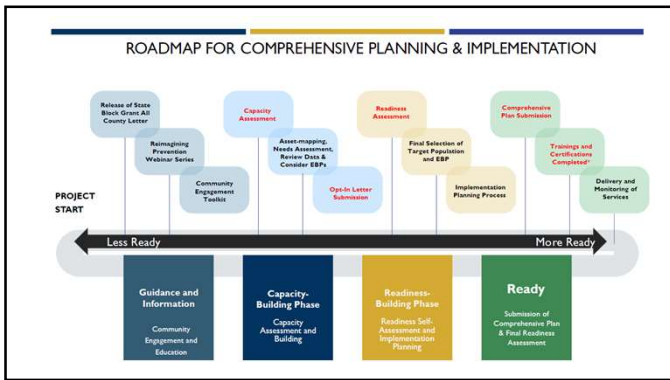 ROADMAP FOR COMPREHENSIVE PLANNING & IMPLEMENTATION
Release of State
Block Grant All
County Letter
Reimagining
Prevention
Webinar Series
Community
Engagement
Toolkit
Capacity
Assessment
Asset-mapping,
Needs Assessment,
Review Data &
Consider EBPs
Opt-In Letter
Submission
Readiness
Assessment
Final Selection of
Target Population
and EBP
Implementation
Planning Process
Comprehensive
Plan Submission
Trainings and
Certifications
Completed*
Delivery and
Monitoring of
Services
PROJECT
START
Less Ready
More Ready
Guidance and
Information
Community
Engagement and
Education
Capacity-
Building Phase
Capacity
Assessment and
Building
Readiness-
Building Phase
Readiness Self-
Assessment and
Implementation
Planning
Ready
Submission of
Comprehensive Plan
& Final Readiness
Assessment